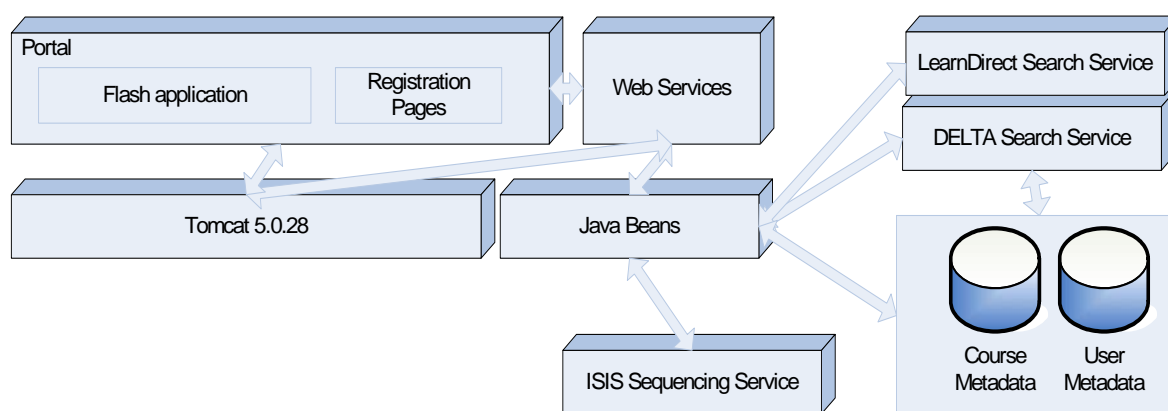 Portal
Flash application
Registration
Pages
Web Services
LearnDirect Search Service
DELTA Search Service
Tomcat 5.0.28
Java Beans
ISIS Sequencing Service
Course
Metadata
User
Metadata